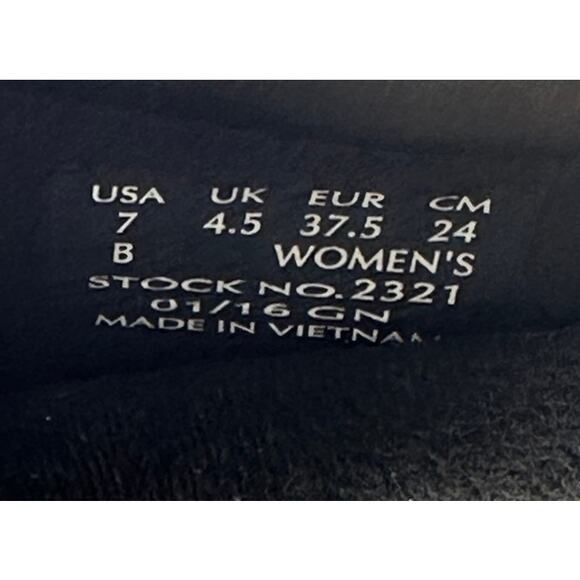 USA UK EUR CM
7 4.5 37.5 24
B WOMEN'S
STOCK NO.2321
01/16 GN
MADE IN VIETNAM